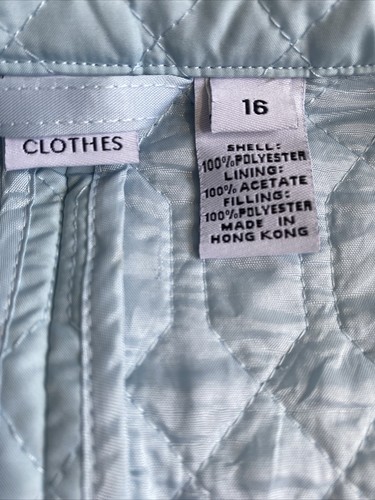 16
CLOTHES
SHELL:
100%POLYESTER
LINING:
100% ACETATE
FILLING:
100%POLYESTER
MADE IN
HONG KONG